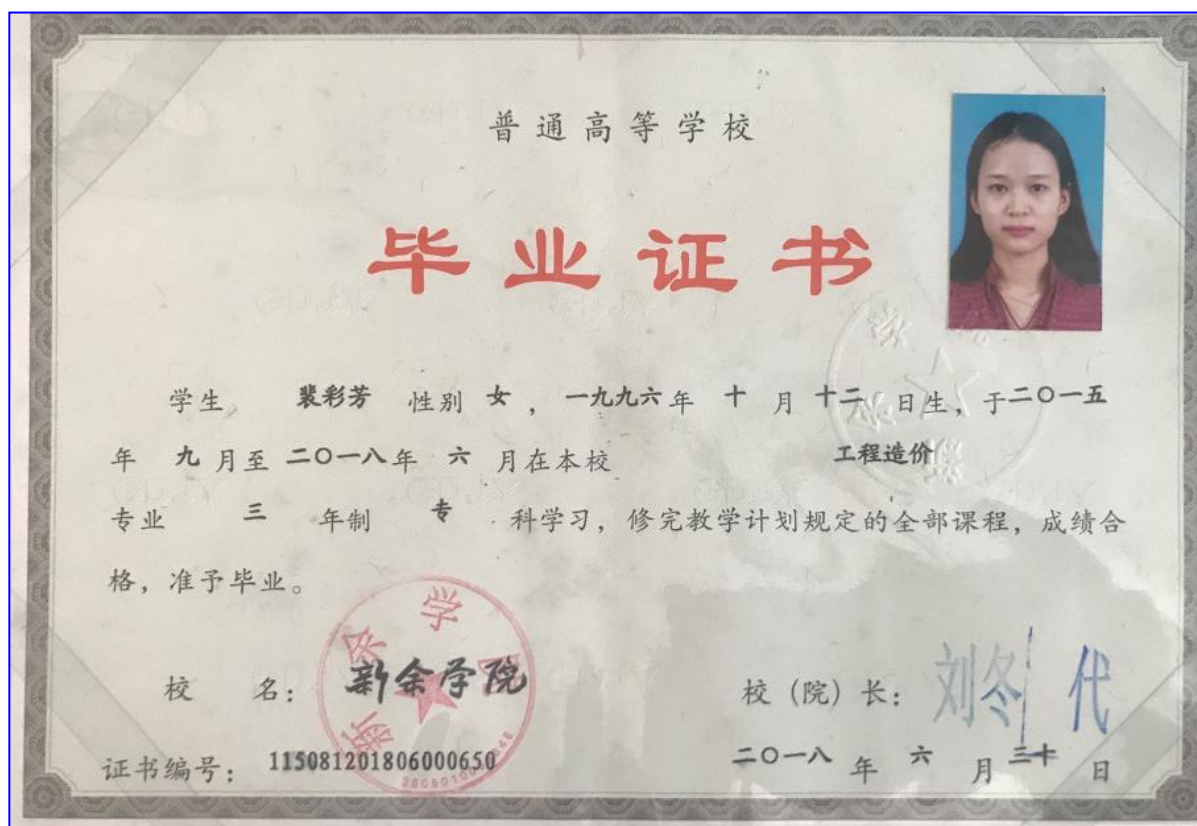 普通高等学校
毕业证书
学生 裴彩芳 性别 女，一九九六年 十 月 十二 日生，于二〇一五
年 九 月至 二〇一八年 六 月在本校 工程造价
专业 三 年制 专 科学习，修完教学计划规定的全部课程，成绩合
格，准予毕业。
新余学院
校 名： 新余学院
校（院）长： 刘冬 代
证书编号： 115081201806000650
二〇一八 年 六 月 三十 日